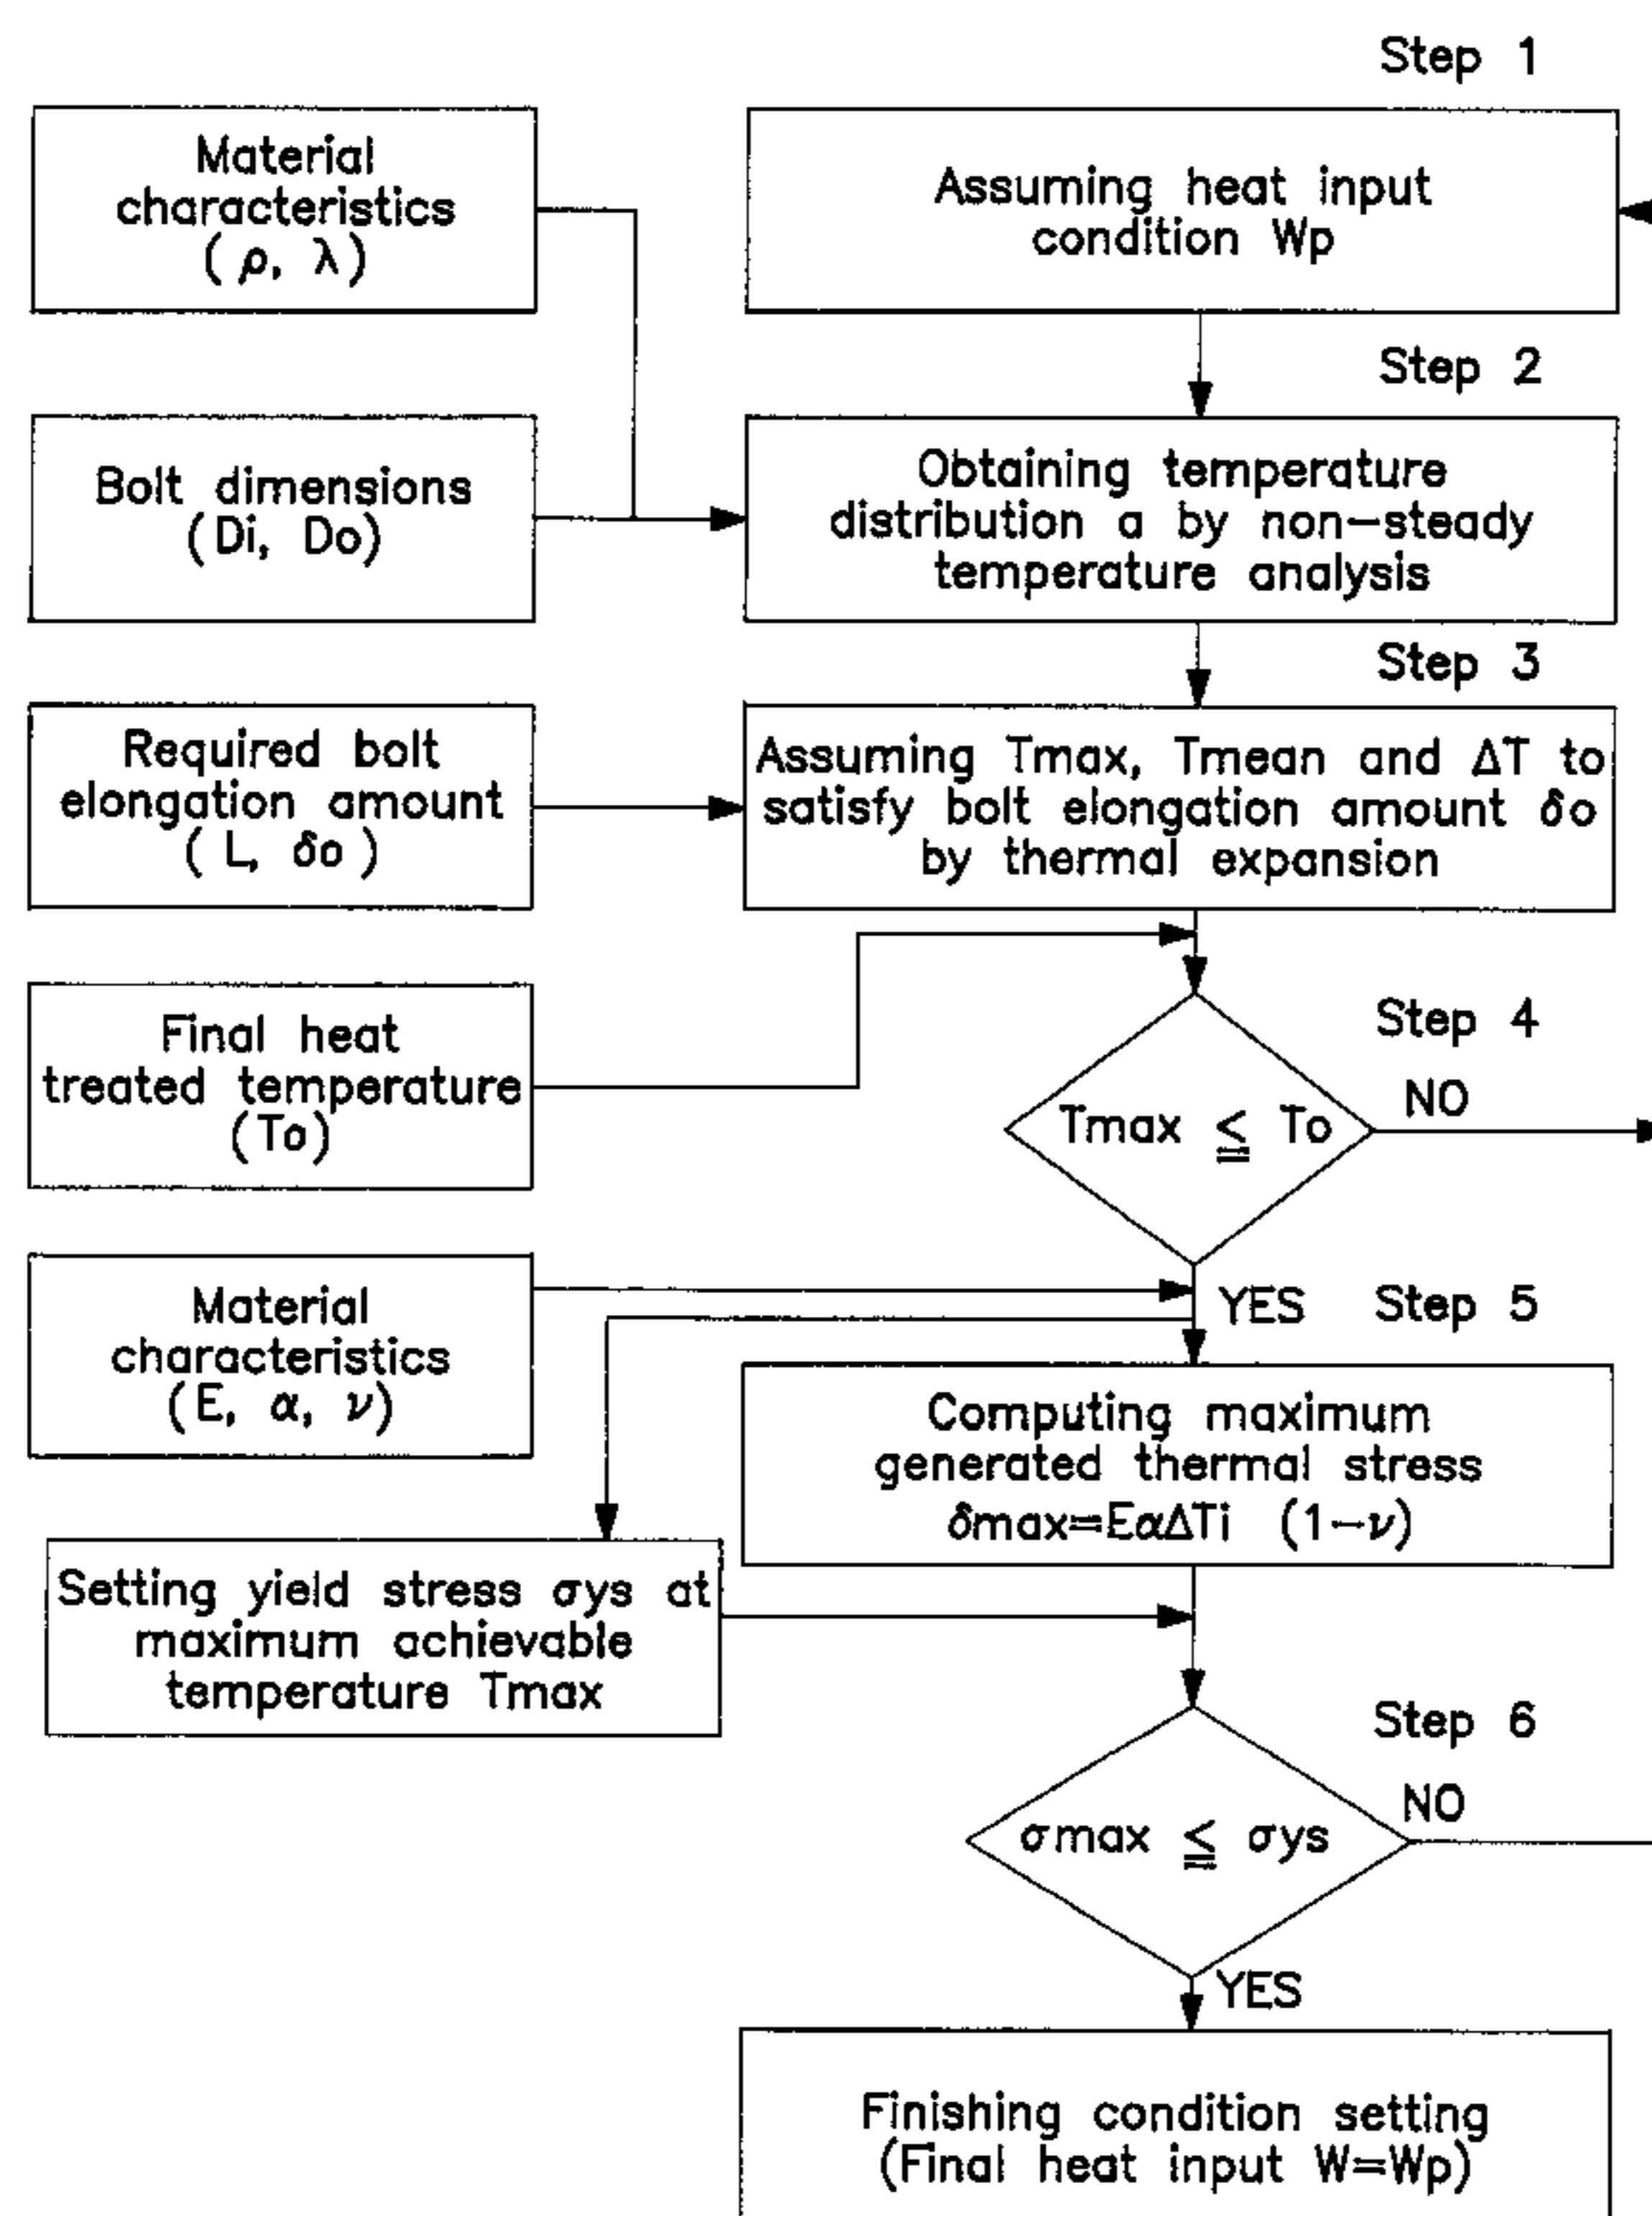 Step 1
Material
characteristics
(ρ, λ)
Assuming heat input
condition Wp
Step 2
Bolt dimensions
(Di, Do)
Obtaining temperature
distribution a by non-steady
temperature analysis
Step 3
Required bolt
elongation amount
( L, δo )
Assuming Tmax, Tmean and ΔT to
satisfy bolt elongation amount δo
by thermal expansion
Final heat
treated temperature
(To)
Step 4
Tmax ≦ To
NO
YES
Step 5
Material
characteristics
(E, α, ν)
Computing maximum
generated thermal stress
δmax=EαΔTi (1-ν)
Setting yield stress σys at
maximum achievable
temperature Tmax
Step 6
σmax ≦ σys
NO
YES
Finishing condition setting
(Final heat input W=Wp)